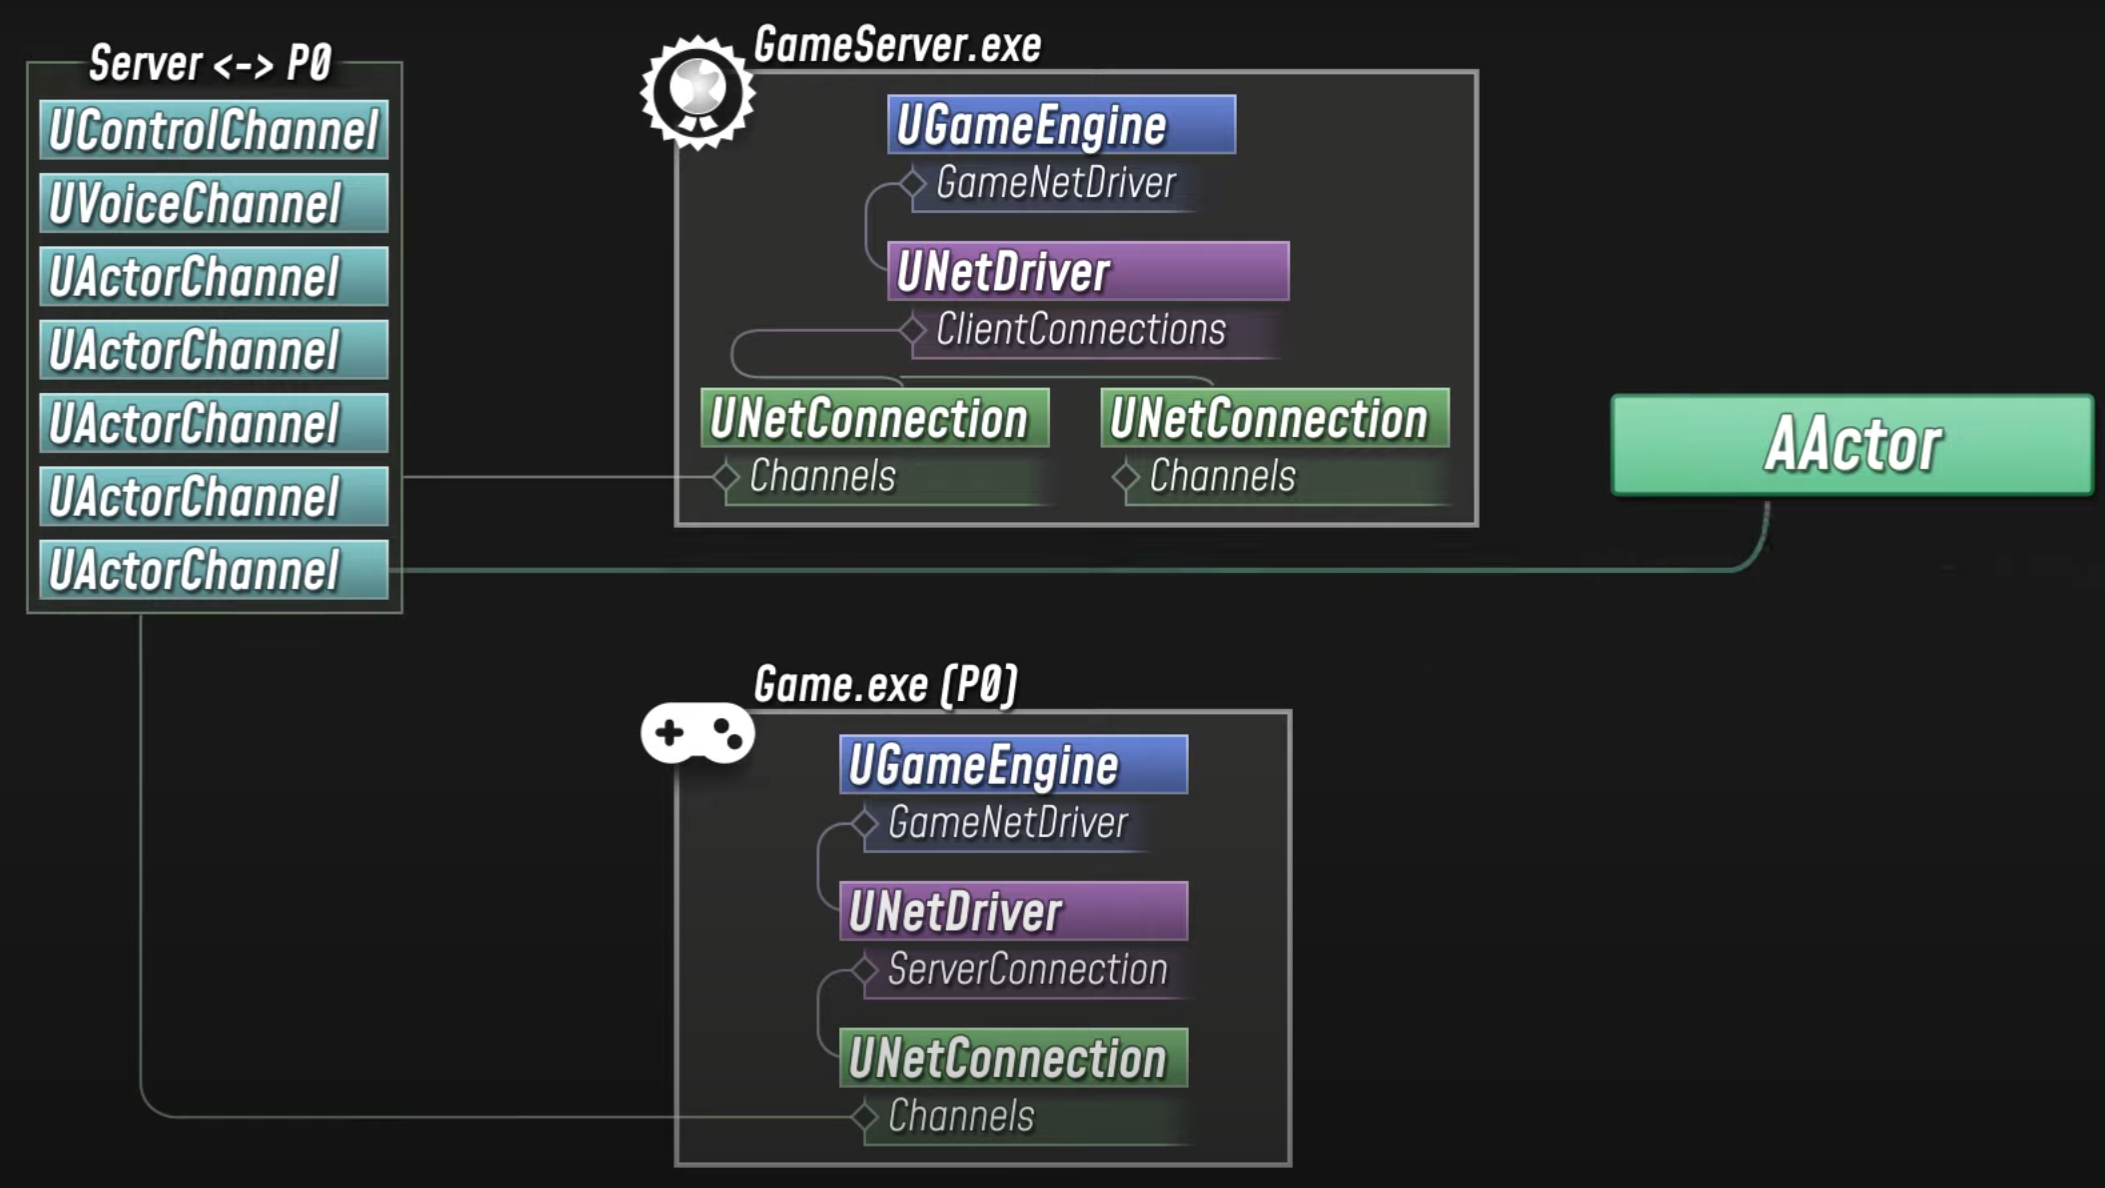 Server <-> P0
UControlChannel
UVoiceChannel
UActorChannel
UActorChannel
UActorChannel
UActorChannel
UActorChannel
GameServer.exe
UGameEngine
GameNetDriver
UNetDriver
ClientConnections
UNetConnection
Channels
UNetConnection
Channels
AActor
Game.exe (P0)
UGameEngine
GameNetDriver
UNetDriver
ServerConnection
UNetConnection
Channels